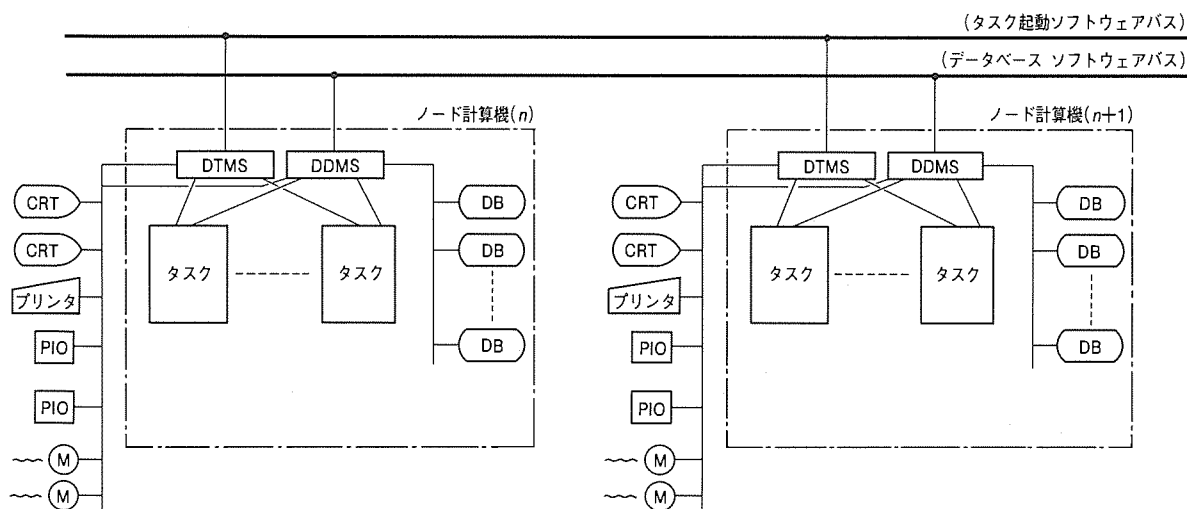 (タスク起動ソフトウェアバス)
(データベース ソフトウェアバス)
ノード計算機(n)
ノード計算機(n+1)
DTMS
DDMS
DTMS
DDMS
CRT
DB
CRT
DB
CRT
タスク
タスク
DB
CRT
タスク
タスク
DB
プリンタ
プリンタ
PIO
DB
PIO
DB
PIO
PIO
M
M
M
M